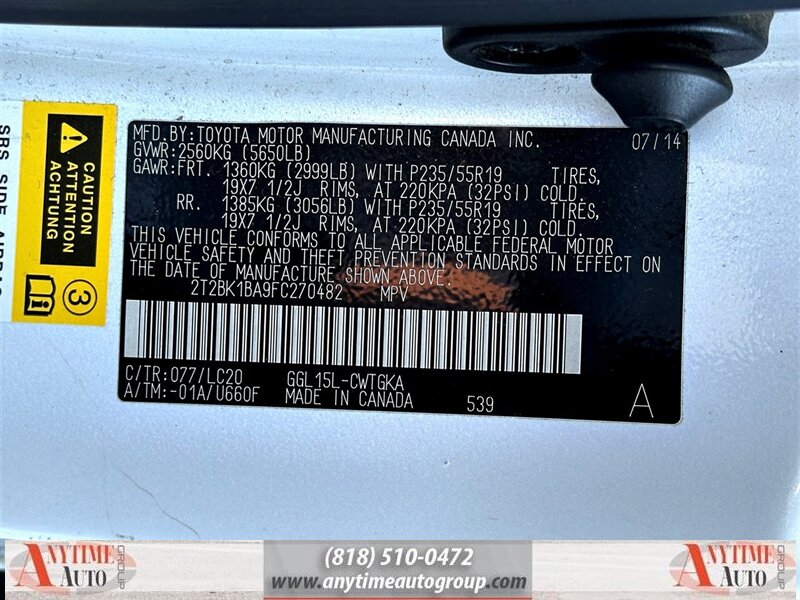 MFD.BY:TOYOTA MOTOR MANUFACTURING CANADA INC. 07/14
GVWR:2560KG (5650LB)
GAWR:FRT. 1360KG (2999LB) WITH P235/55R19 TIRES,
19X7 1/2J RIMS, AT 220KPA (32PSI) COLD.
RR. 1385KG (3056LB) WITH P235/55R19 TIRES,
19X7 1/2J RIMS, AT 220KPA (32PSI) COLD.
THIS VEHICLE CONFORMS TO ALL APPLICABLE FEDERAL MOTOR
VEHICLE SAFETY AND THEFT PREVENTION STANDARDS IN EFFECT ON
THE DATE OF MANUFACTURE SHOWN ABOVE.
2T2BK1BA9FC270482 MPV
C/TR:077/LC20 GGL15L-CWTGKA
A/TM:-01A/U660F MADE IN CANADA 539 A
CAUTION
ATTENTION
ACHTUNG
3
SRS SIDE
ANYTIME
AUTO
GROUP
(818) 510-0472
www.anytimeautogroup.com
ANYTIME
AUTO
GROUP